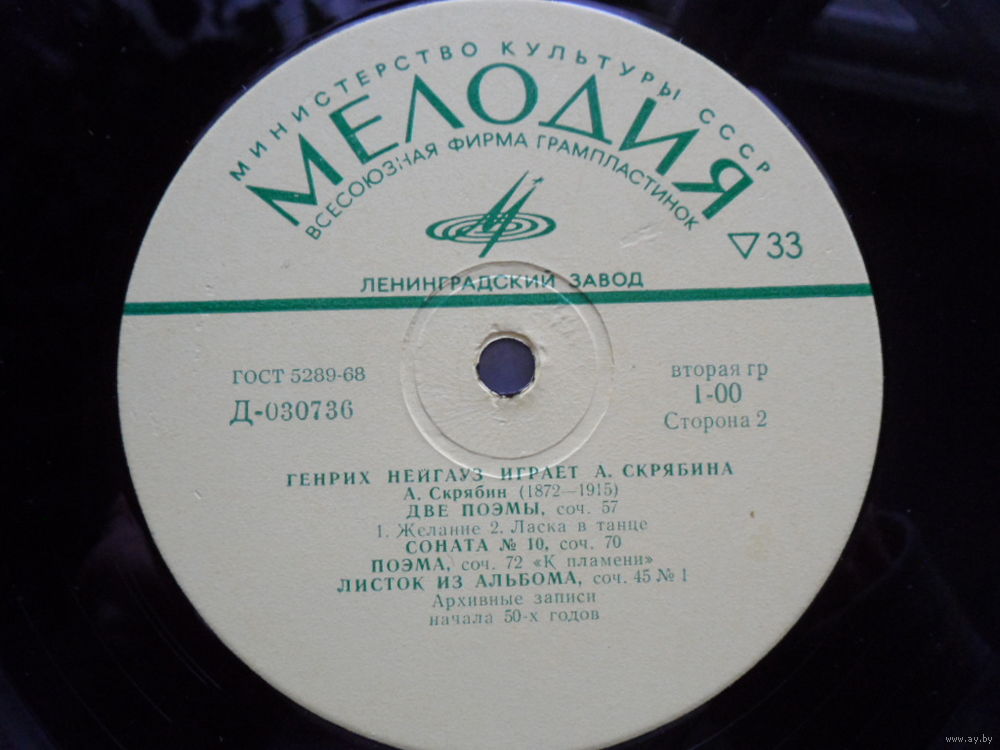 МИНИСТЕРСТВО КУЛЬТУРЫ СССР
МЕЛОДИЯ
ВСЕСОЮЗНАЯ ФИРМА ГРАМПЛАСТИНОК
▽33
ЛЕНИНГРАДСКИЙ ЗАВОД
ГОСТ 5289-68
Д-030736
вторая гр
1-00
Сторона 2
ГЕНРИХ НЕЙГАУЗ ИГРАЕТ А. СКРЯБИНА
А. Скрябин (1872—1915)
ДВЕ ПОЭМЫ, соч. 57
1. Желание 2. Ласка в танце
СОНАТА № 10, соч. 70
ПОЭМА, соч. 72 «К пламени»
ЛИСТОК ИЗ АЛЬБОМА, соч. 45 № 1
Архивные записи
начала 50-х годов
www.ay.by